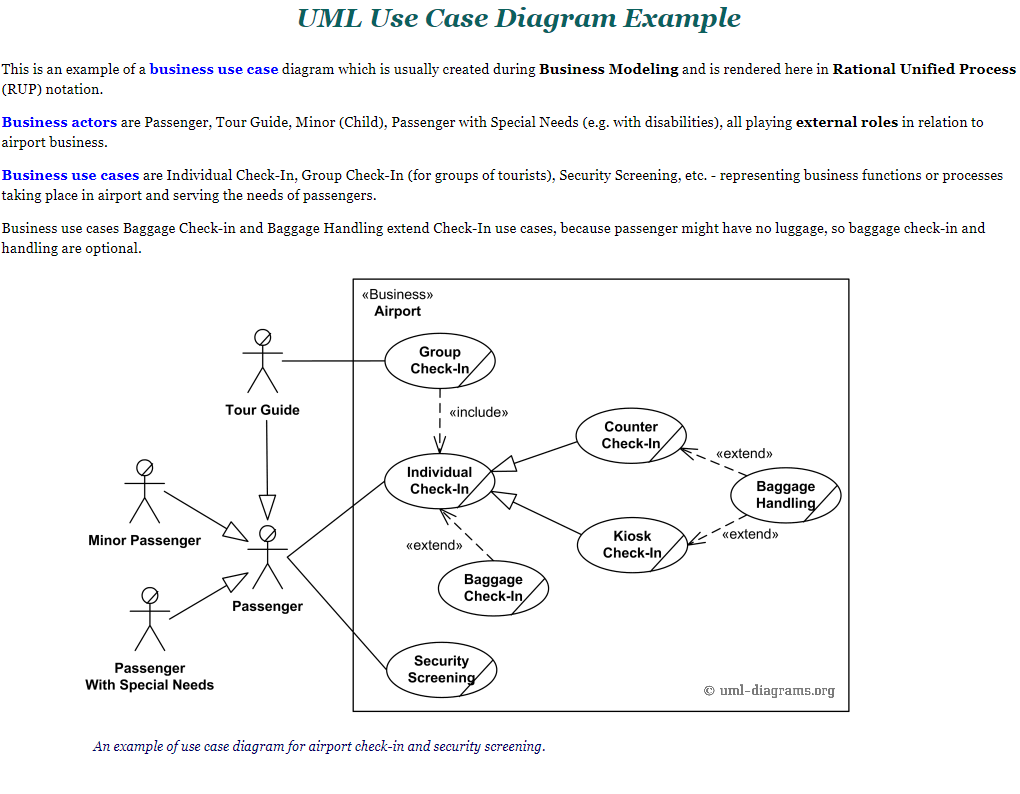 UML Use Case Diagram Example
This is an example of a business use case diagram which is usually created during Business Modeling and is rendered here in Rational Unified Process
(RUP) notation.
Business actors are Passenger, Tour Guide, Minor (Child), Passenger with Special Needs (e.g. with disabilities), all playing external roles in relation to
airport business.
Business use cases are Individual Check-In, Group Check-In (for groups of tourists), Security Screening, etc. - representing business functions or processes
taking place in airport and serving the needs of passengers.
Business use cases Baggage Check-in and Baggage Handling extend Check-In use cases, because passenger might have no luggage, so baggage check-in and
handling are optional.
«Business»
Airport
Group
Check-In
Tour Guide
«include»
Counter
Check-In
«extend»
Individual
Check-In
Baggage
Handling
Minor Passenger
«extend»
Kiosk
Check-In
«extend»
Baggage
Check-In
Passenger
Security
Screening
Passenger
With Special Needs
© uml-diagrams.org
An example of use case diagram for airport check-in and security screening.